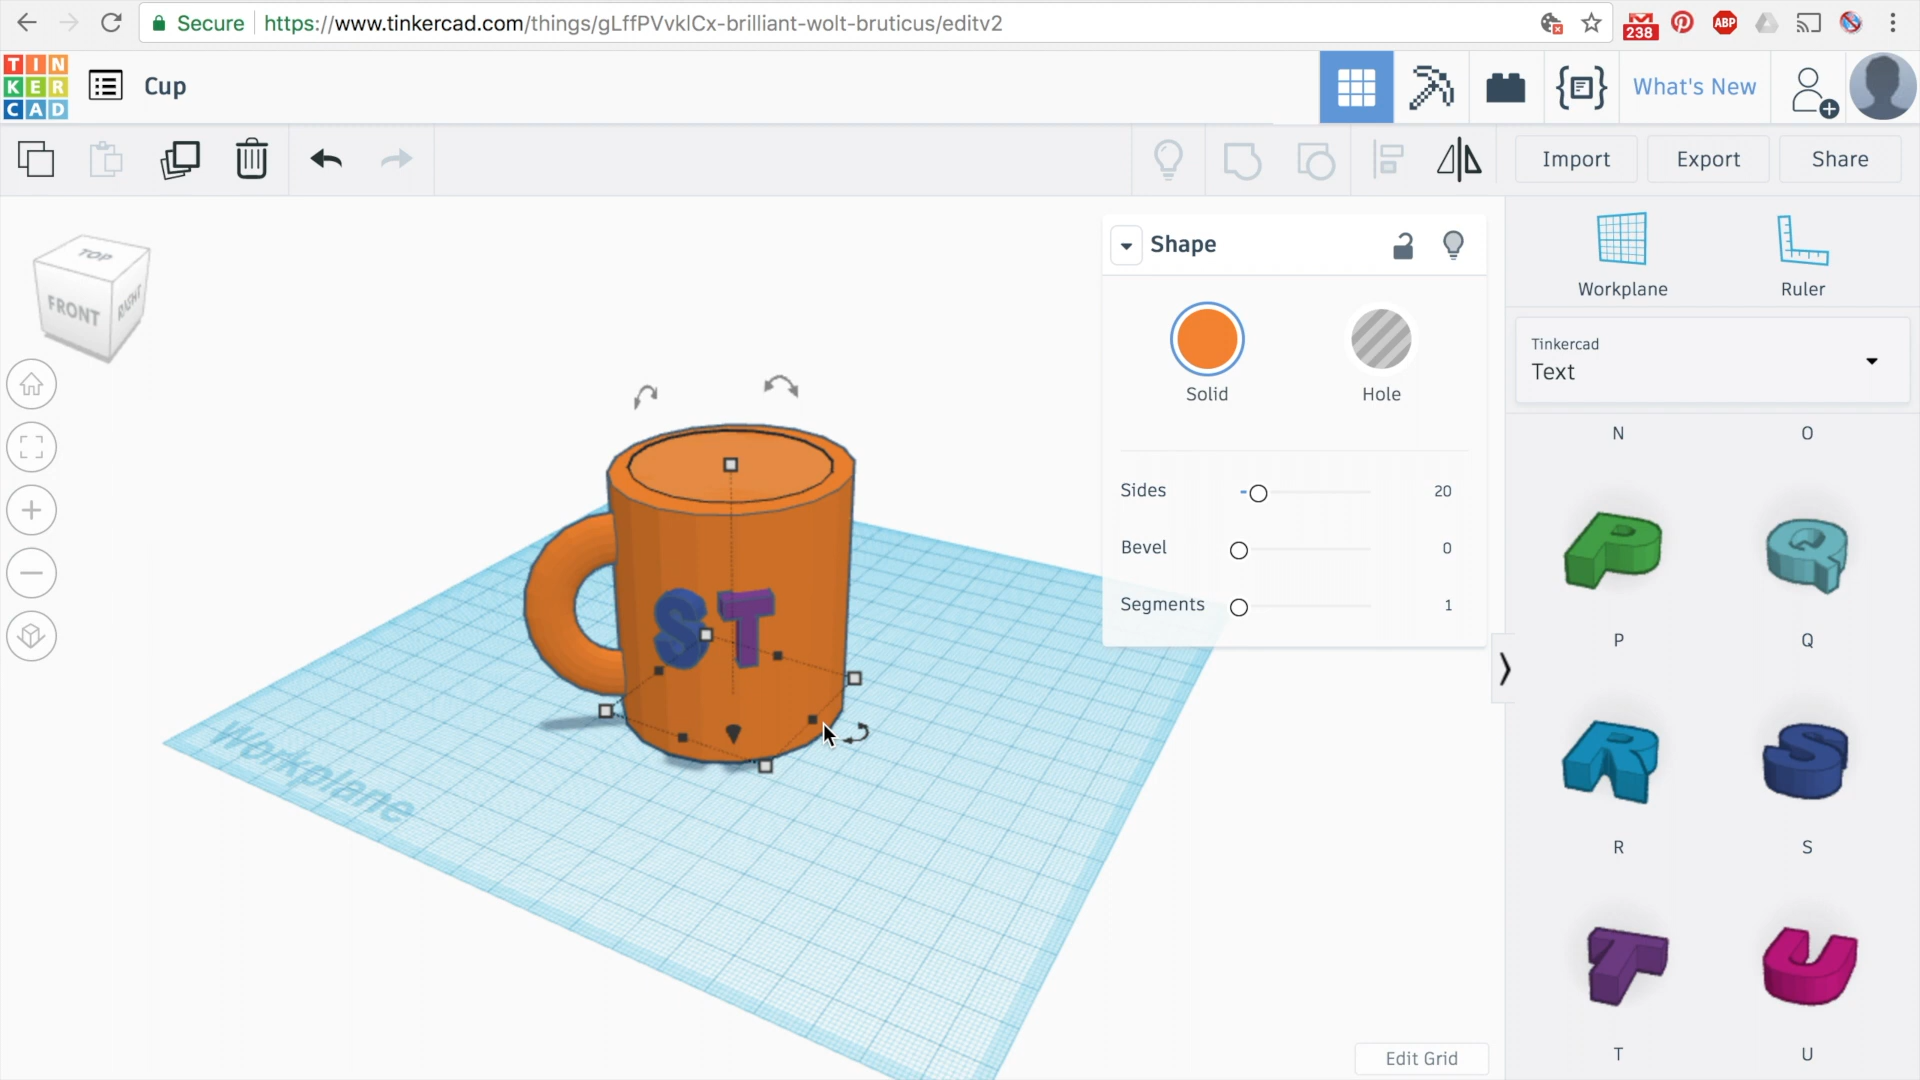 Secure https://www.tinkercad.com/things/gLffPVvklCx-brilliant-wolt-bruticus/editv2
238 ABP
TIN
KER
CAD
Cup
What's New
Import Export Share
TOP
FRONT
RIGHT
Shape
Solid Hole
Sides 20
Bevel 0
Segments 1
Workplane Ruler
Tinkercad
Text
N O
P Q
R S
T U
ST
Workplane
Edit Grid